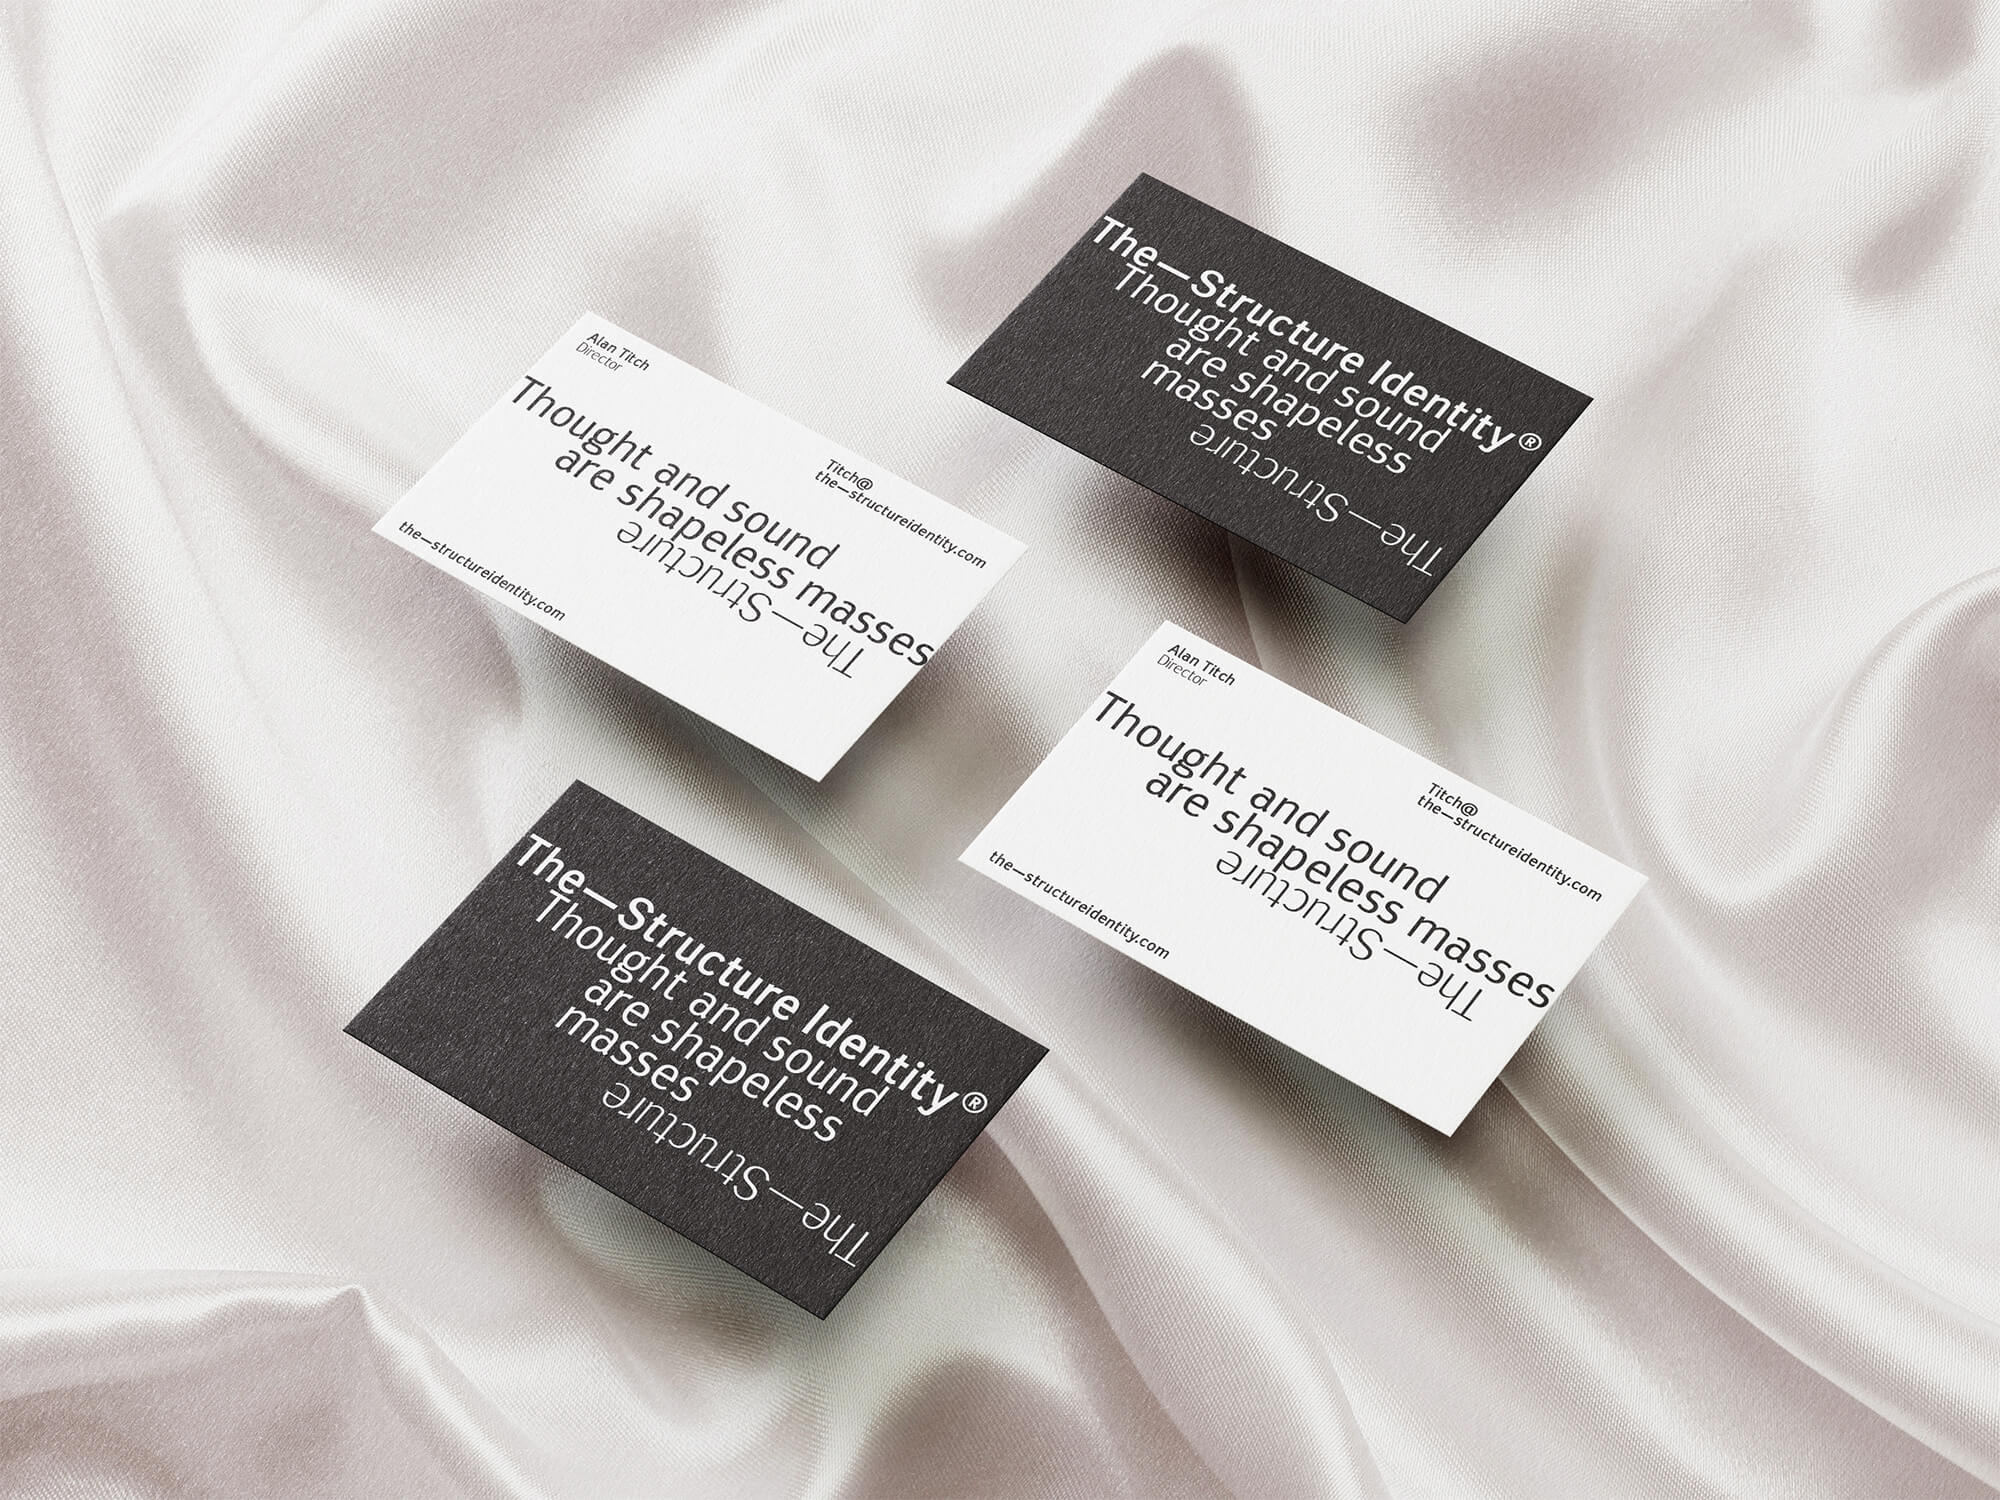 The—Structure Identity®
Thought and sound
are shapeless
masses
The—Structure
Alan Titch
Director
Titch@
the—structureidentity.com
Thought and sound
are shapeless masses
The—Structure
the—structureidentity.com
Alan Titch
Director
Titch@
the—structureidentity.com
Thought and sound
are shapeless masses
The—Structure
the—structureidentity.com
The—Structure Identity®
Thought and sound
are shapeless
masses
The—Structure